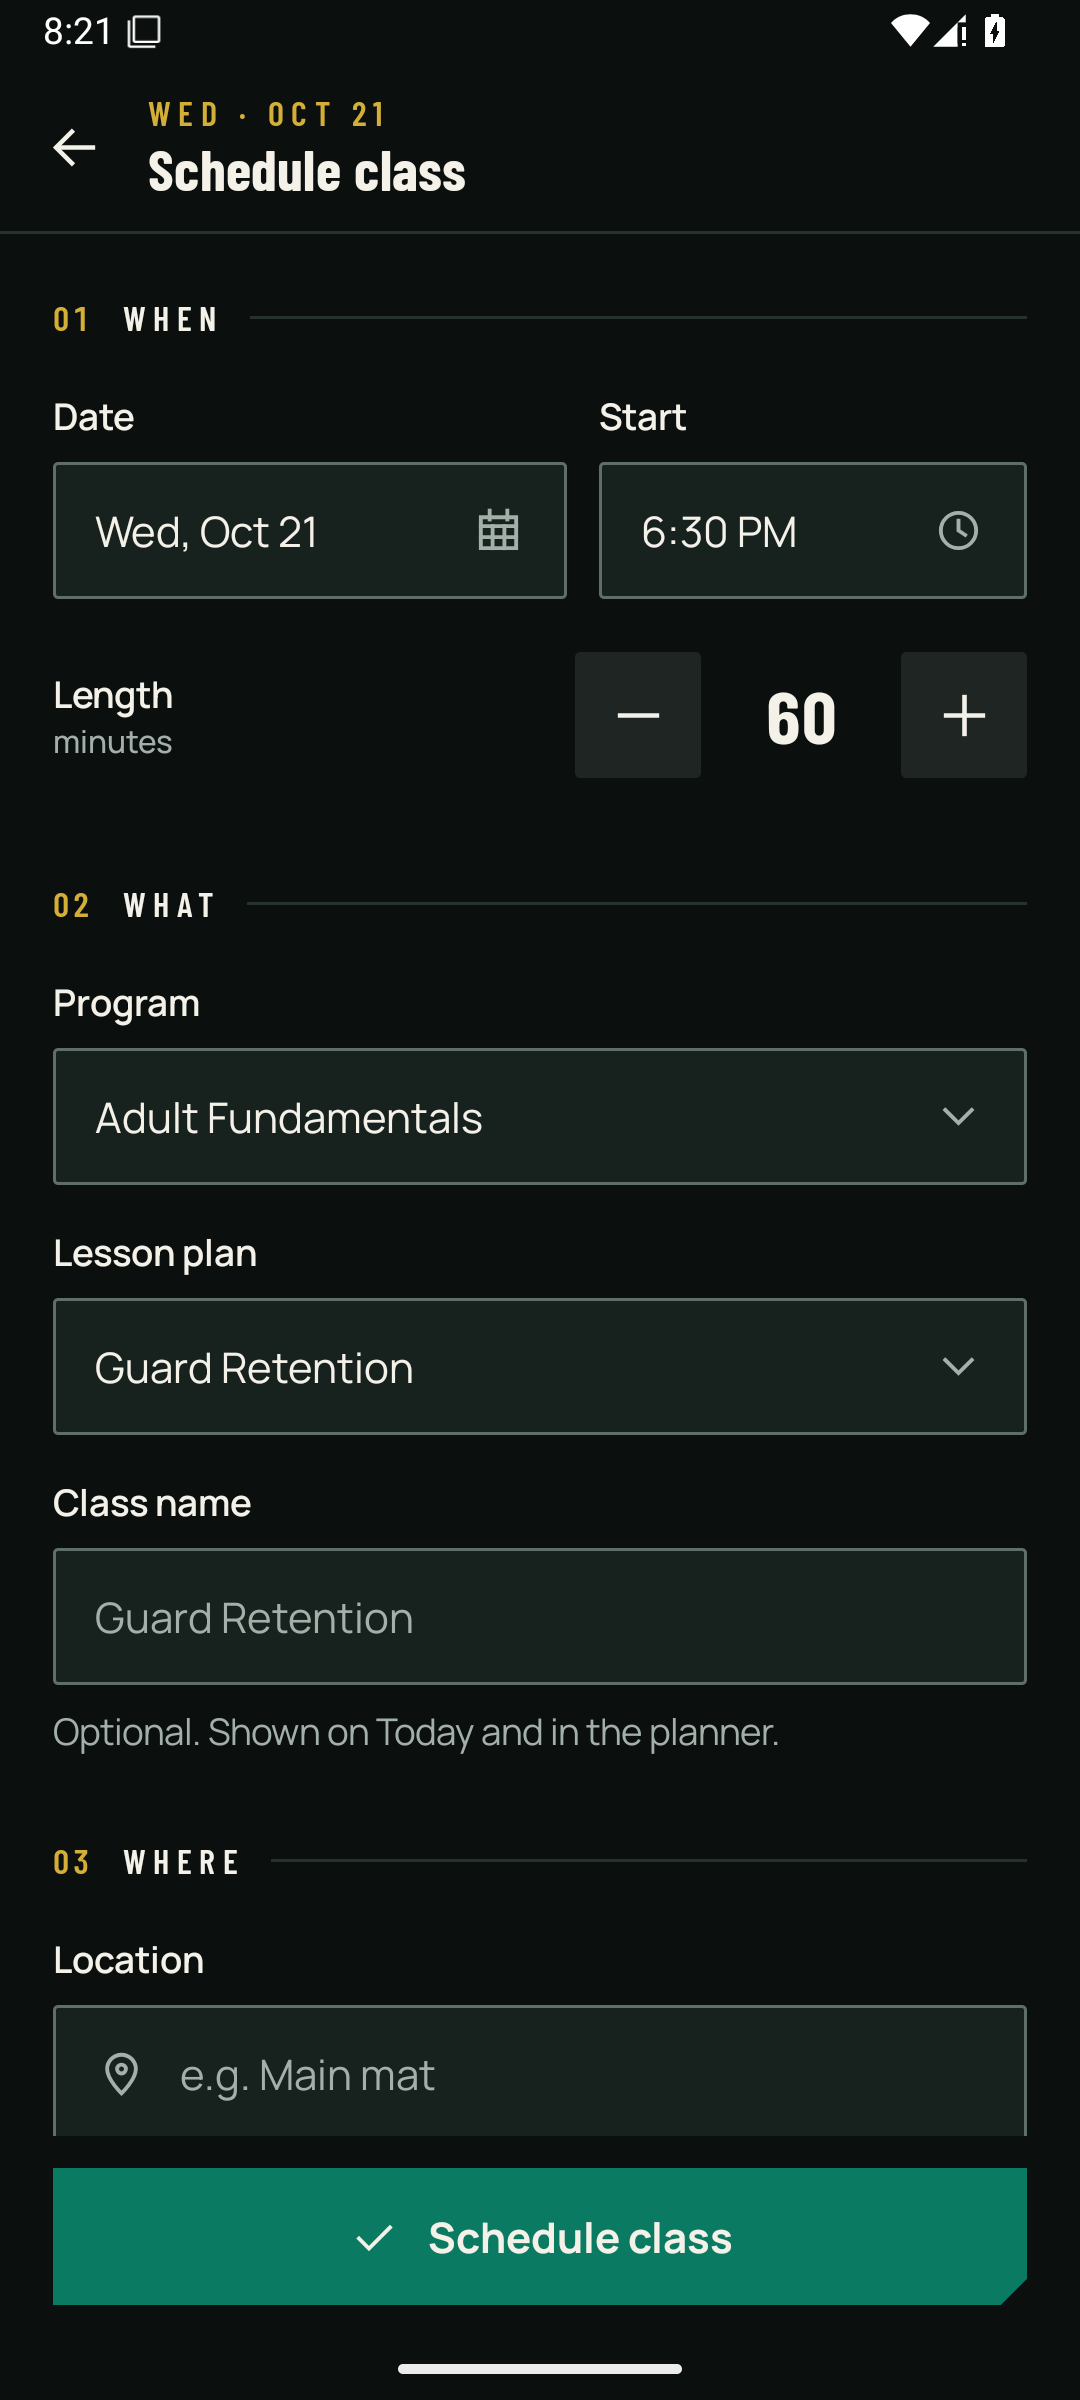 8:21
WED · OCT 21
Schedule class
01 WHEN
Date Start
Wed, Oct 21 6:30 PM
Length
minutes
60
02 WHAT
Program
Adult Fundamentals
Lesson plan
Guard Retention
Class name
Guard Retention
Optional. Shown on Today and in the planner.
03 WHERE
Location
e.g. Main mat
Schedule class